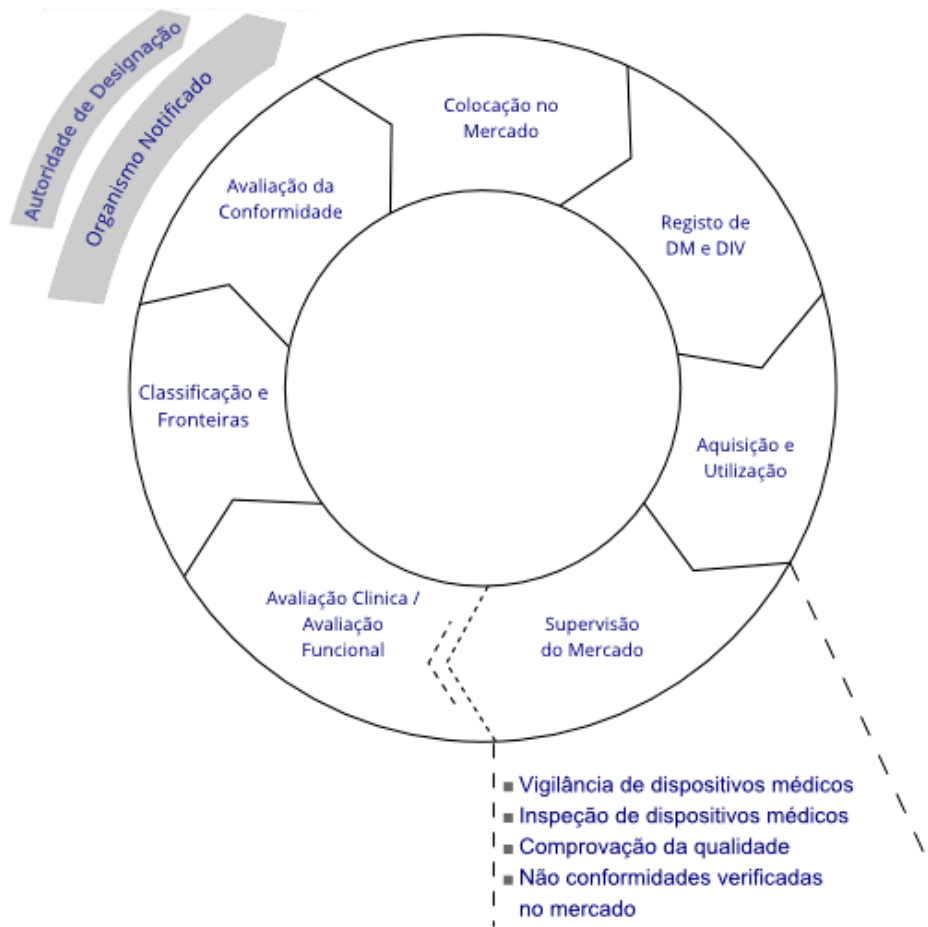 Autoridade de Designação
Organismo Notificado
Colocação no
Mercado
Avaliação da
Conformidade
Registo de
DM e DIV
Classificação e
Fronteiras
Aquisição e
Utilização
Avaliação Clinica /
Avaliação
Funcional
Supervisão
do Mercado
Vigilância de dispositivos médicos
Inspeção de dispositivos médicos
Comprovação da qualidade
Não conformidades verificadas
no mercado